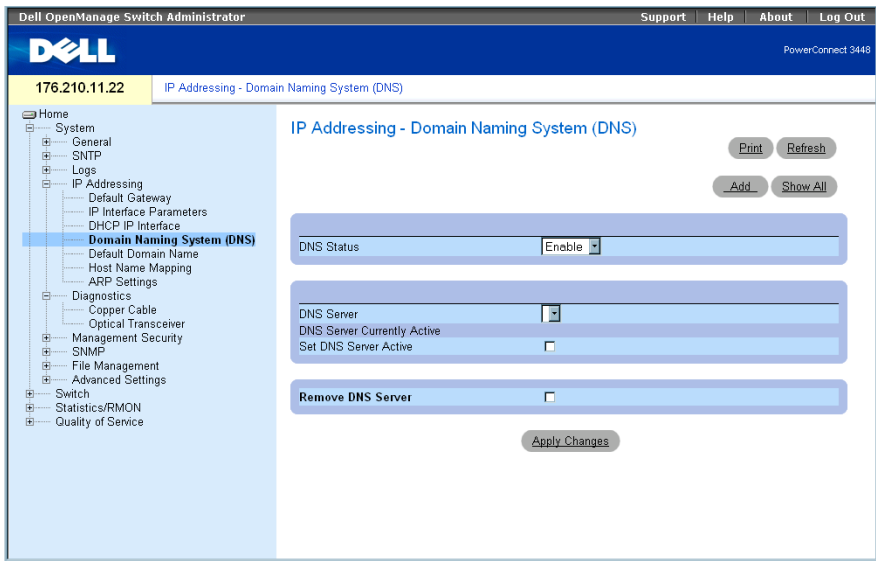 Dell OpenManage Switch Administrator
Support Help About Log Out
DELL
PowerConnect 3448
176.210.11.22
IP Addressing - Domain Naming System (DNS)
Home
System
General
SNTP
Logs
IP Addressing
Default Gateway
IP Interface Parameters
DHCP IP Interface
Domain Naming System (DNS)
Default Domain Name
Host Name Mapping
ARP Settings
Diagnostics
Copper Cable
Optical Transceiver
Management Security
SNMP
File Management
Advanced Settings
Switch
Statistics/RMON
Quality of Service
IP Addressing - Domain Naming System (DNS)
Print Refresh
Add Show All
DNS Status Enable
DNS Server
DNS Server Currently Active
Set DNS Server Active
Remove DNS Server
Apply Changes